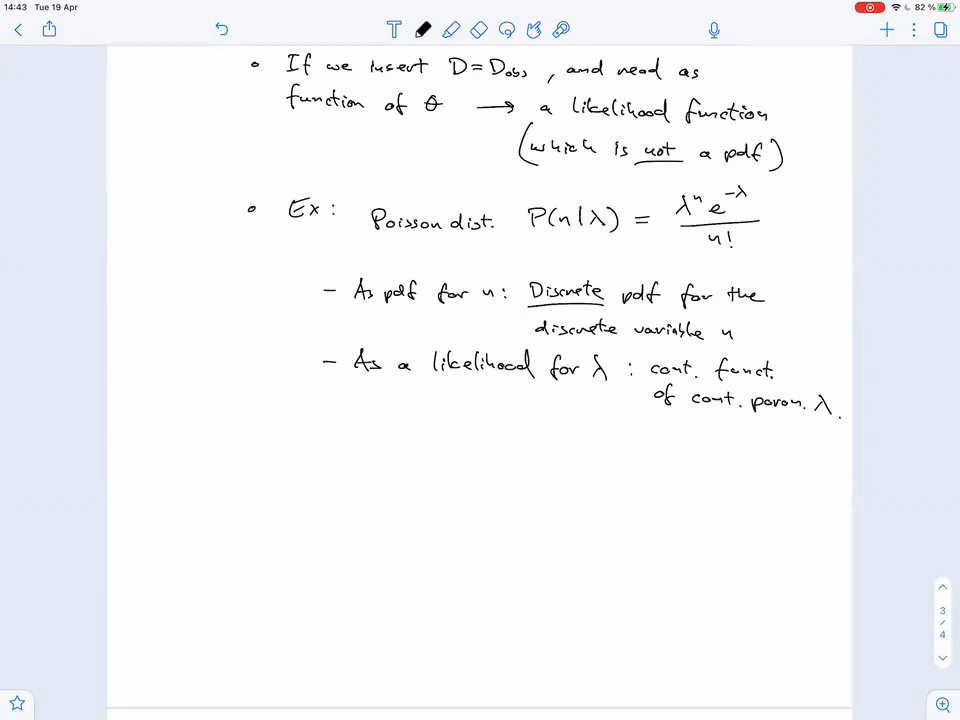 14:43 Tue 19 Apr
82 %
• If we insert D = D_obs, and read as
function of θ → a likelihood function
(which is not a pdf)
• Ex: Poisson dist. P(n|λ) = λ^n e^-λ / n!
- As pdf for n: Discrete pdf for the
discrete variable n
- As a likelihood for λ: cont. funct.
of cont. param. λ.
3
/
4